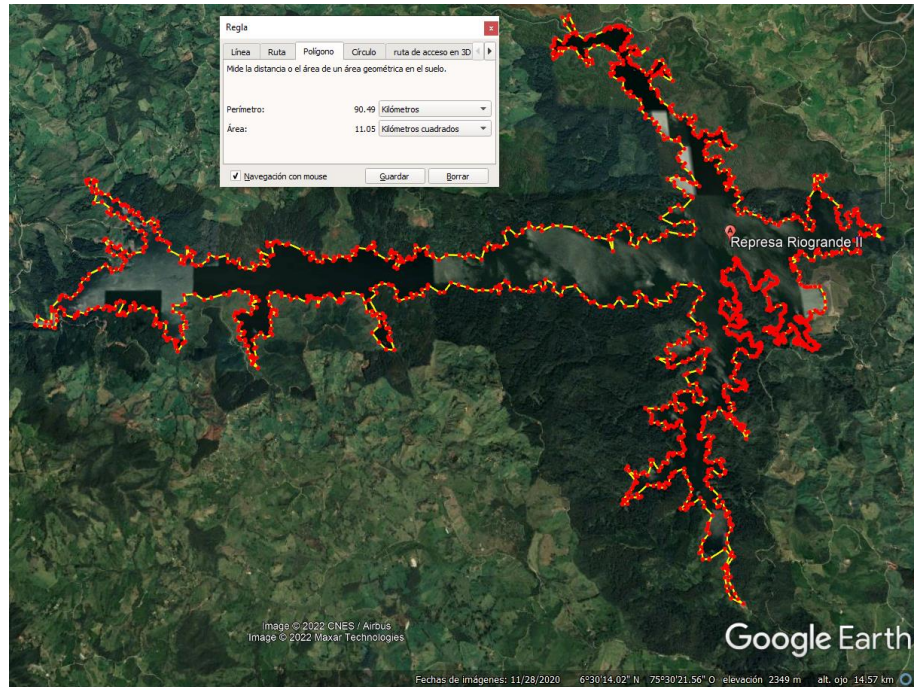 Regla
Línea Ruta Polígono Círculo ruta de acceso en 3D
Mide la distancia o el área de un área geométrica en el suelo.
Perímetro: 90.49 Kilómetros
Área: 11.05 Kilómetros cuadrados
Navegación con mouse Guardar Borrar
A
Represa Riogrande II
Image © 2022 CNES / Airbus
Image © 2022 Maxar Technologies
Google Earth
Fechas de imágenes: 11/28/2020 6°30'14.02" N 75°30'21.56" O elevación 2349 m alt. ojo 14.57 km